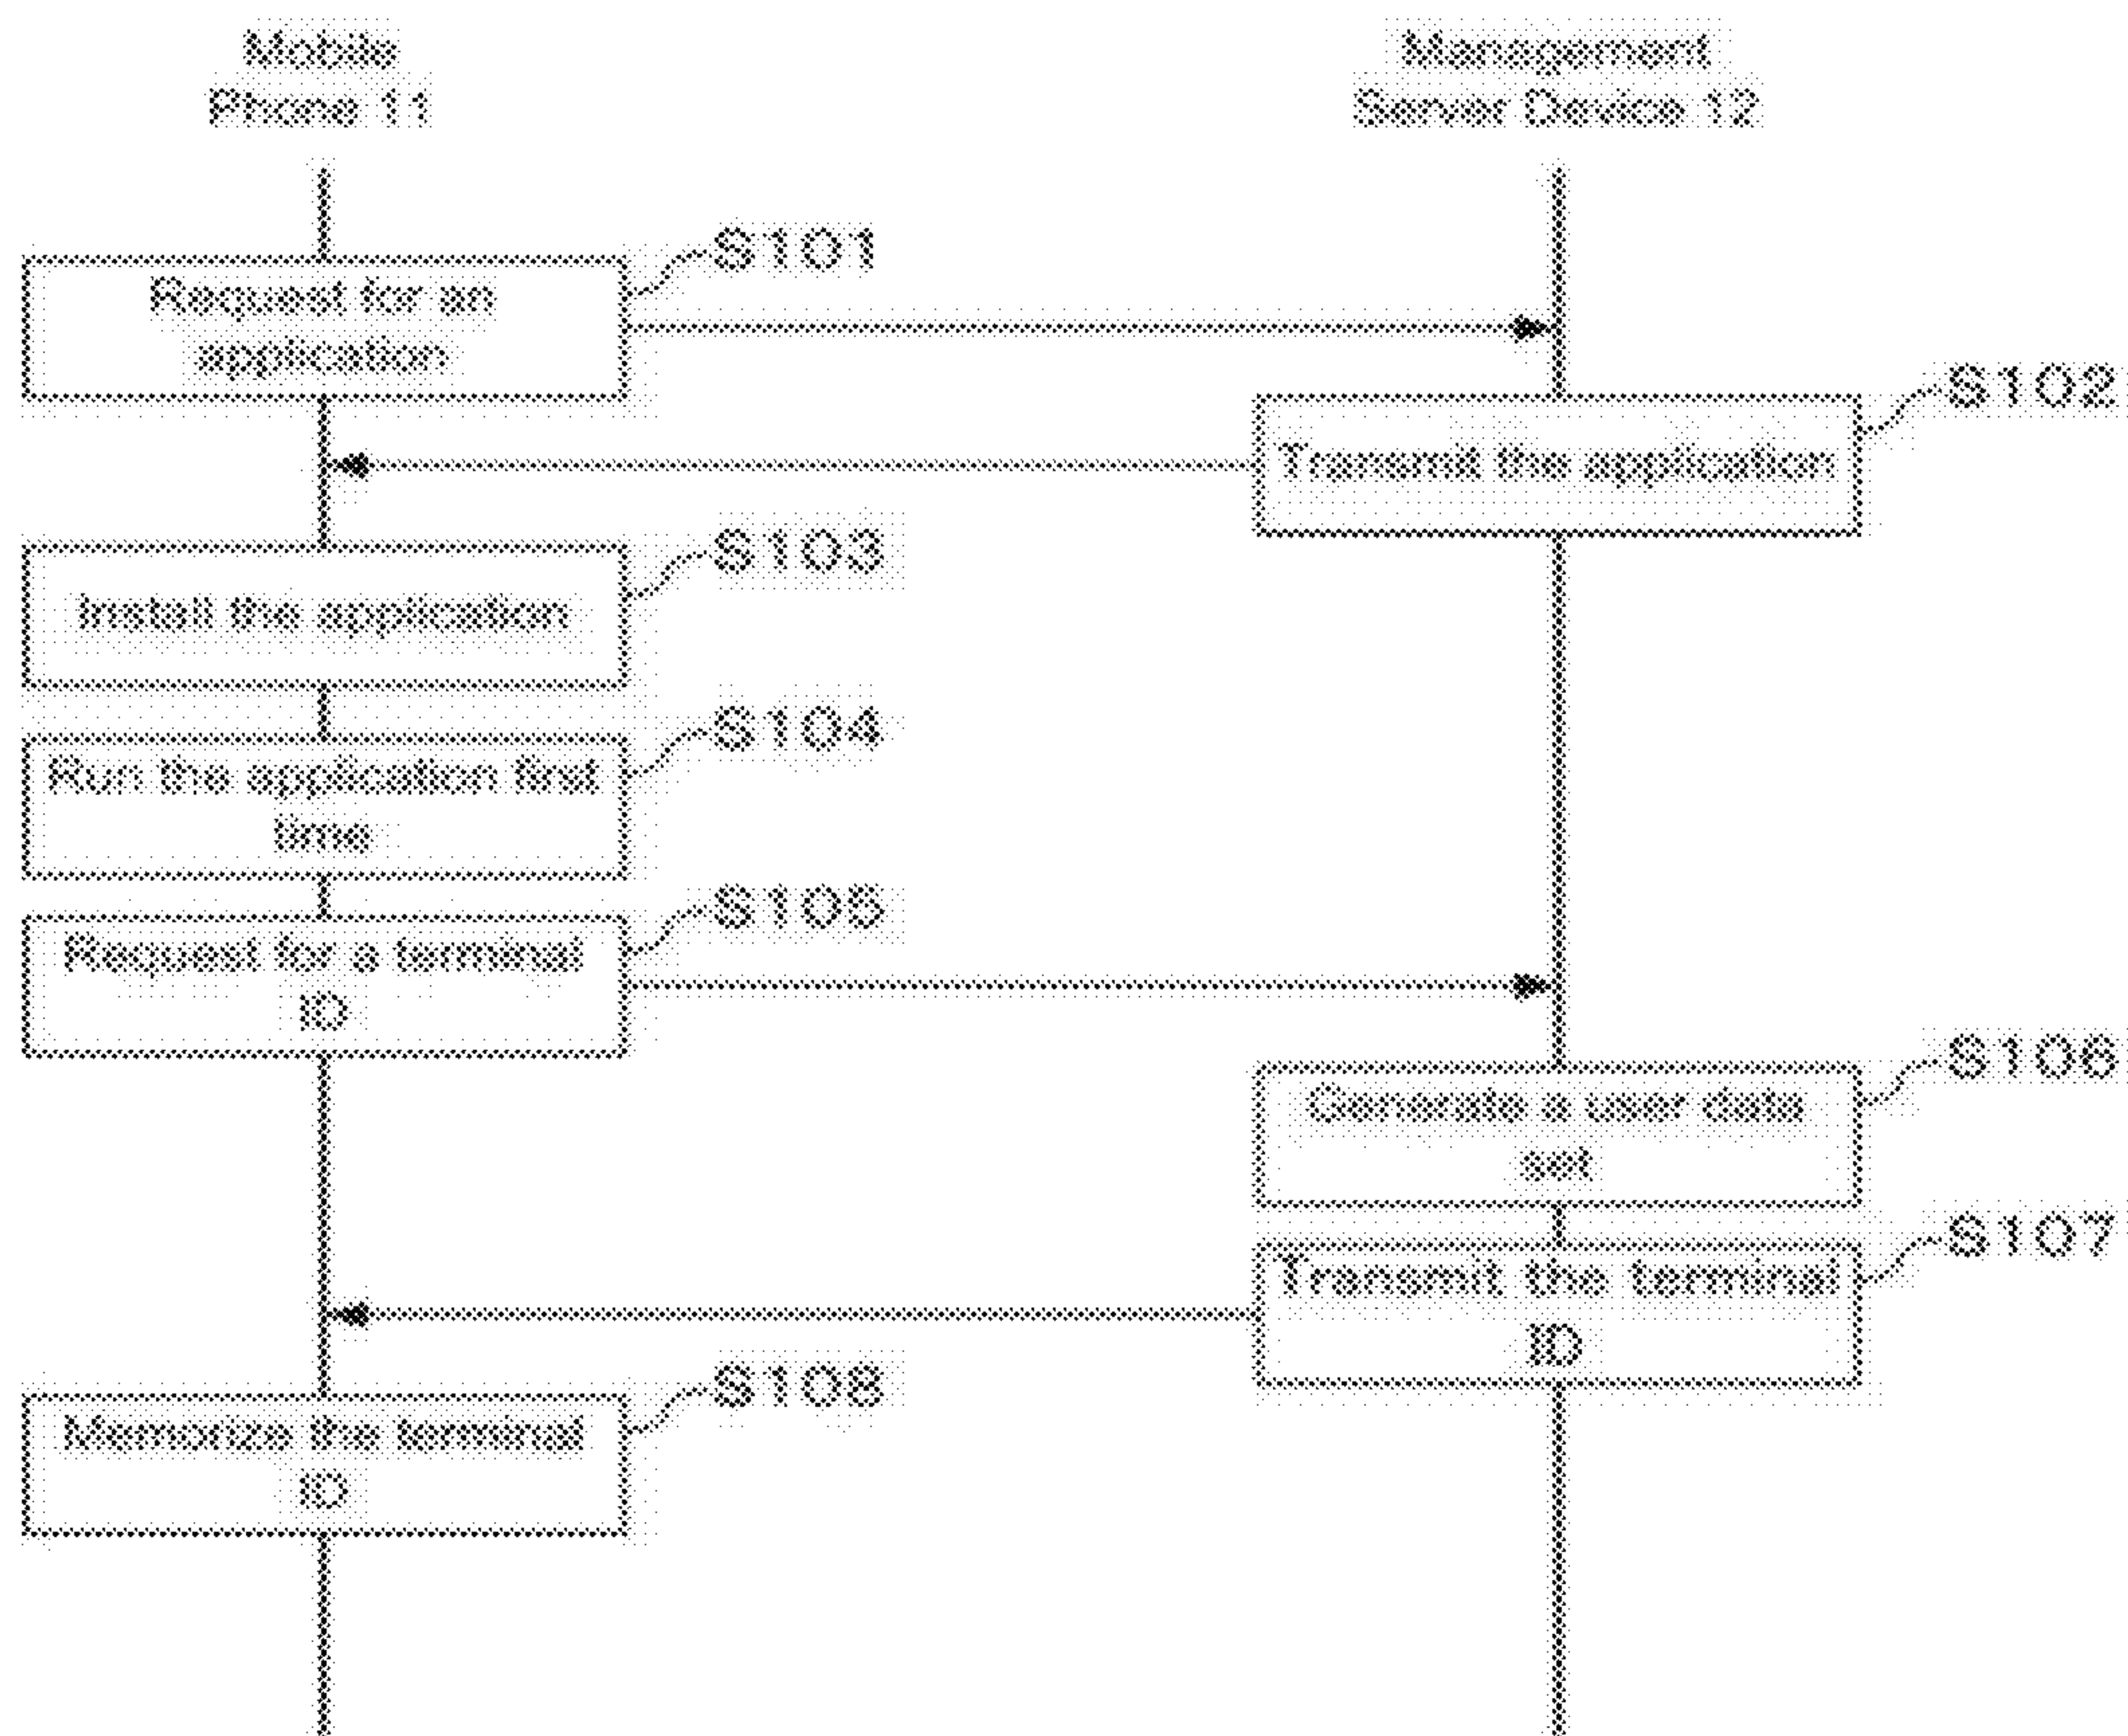 Mobile
Phone 11
Management
Server Device 12
S101
Request for an
application
S102
Transmit the application
S103
Install the application
S104
Run the application first
time
S105
Request for a terminal
ID
S106
Generate a user data
set
S107
Transmit the terminal
ID
S108
Memorize the terminal
ID